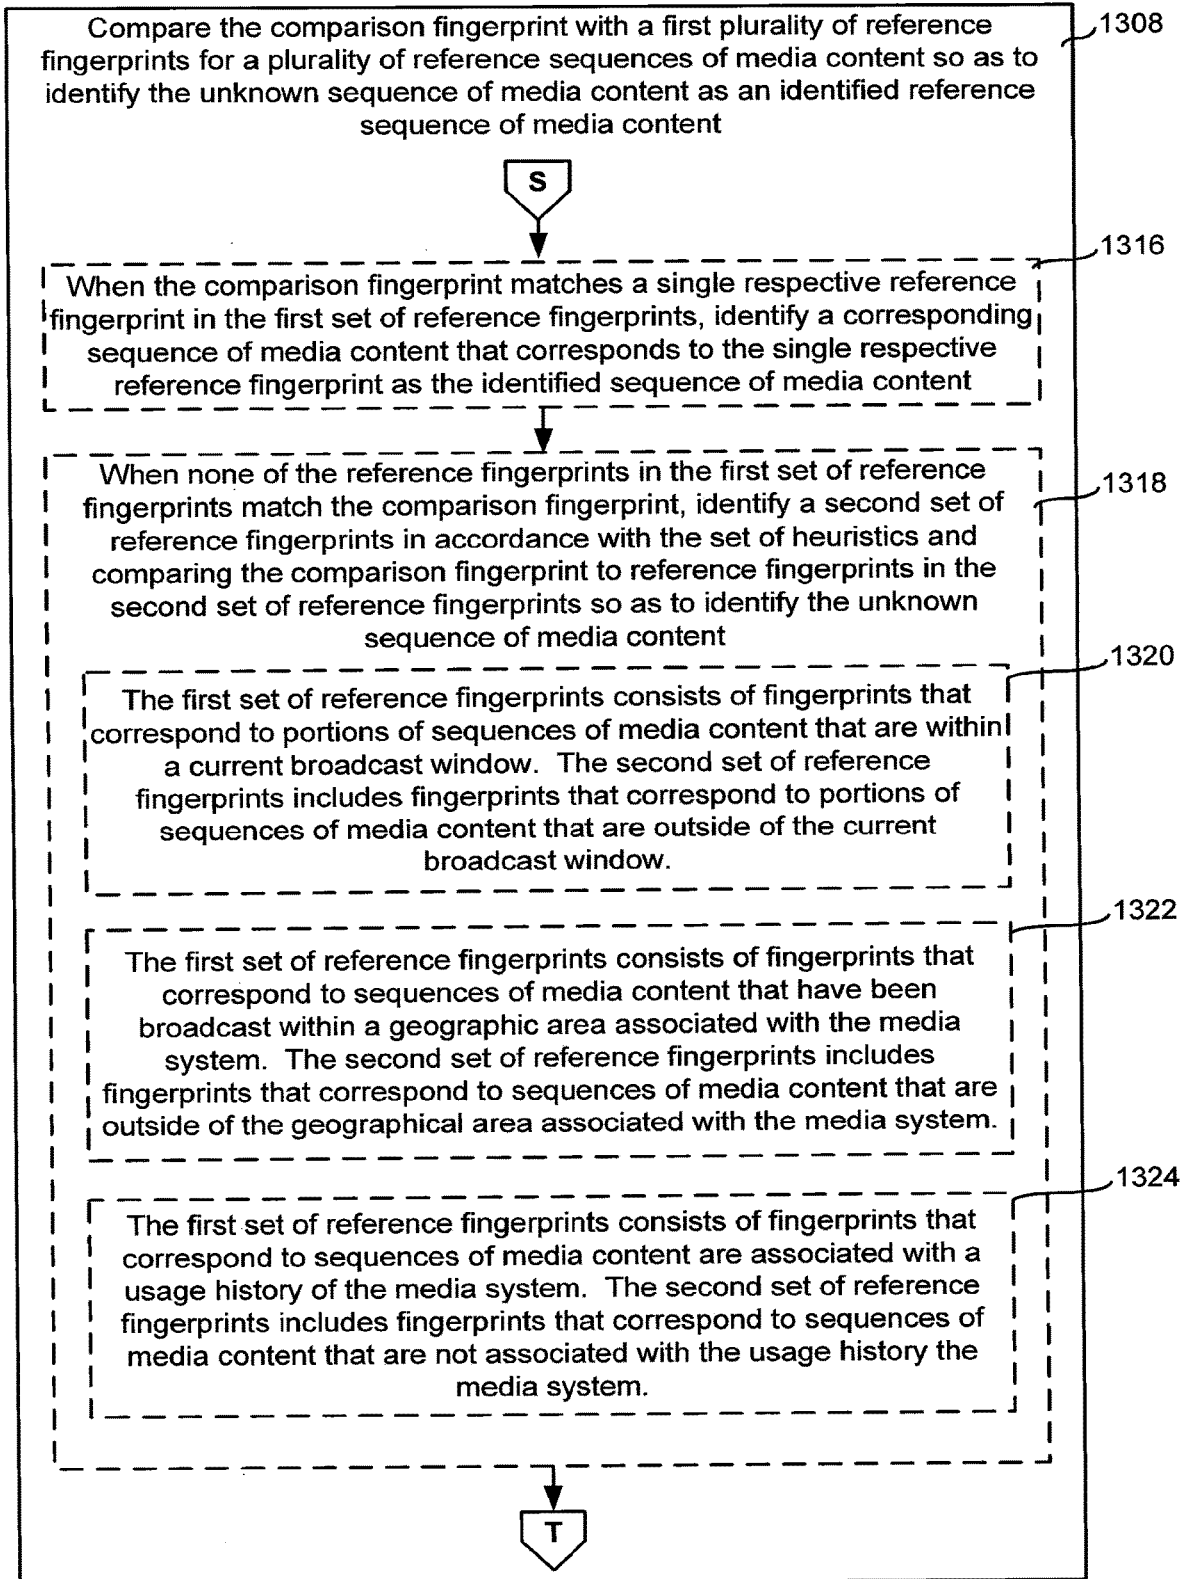 Compare the comparison fingerprint with a first plurality of reference
fingerprints for a plurality of reference sequences of media content so as to
identify the unknown sequence of media content as an identified reference
sequence of media content
1308
S
1316
When the comparison fingerprint matches a single respective reference
fingerprint in the first set of reference fingerprints, identify a corresponding
sequence of media content that corresponds to the single respective
reference fingerprint as the identified sequence of media content
When none of the reference fingerprints in the first set of reference
fingerprints match the comparison fingerprint, identify a second set of
reference fingerprints in accordance with the set of heuristics and
comparing the comparison fingerprint to reference fingerprints in the
second set of reference fingerprints so as to identify the unknown
sequence of media content
1318
1320
The first set of reference fingerprints consists of fingerprints that
correspond to portions of sequences of media content that are within
a current broadcast window. The second set of reference
fingerprints includes fingerprints that correspond to portions of
sequences of media content that are outside of the current
broadcast window.
1322
The first set of reference fingerprints consists of fingerprints that
correspond to sequences of media content that have been
broadcast within a geographic area associated with the media
system. The second set of reference fingerprints includes
fingerprints that correspond to sequences of media content that are
outside of the geographical area associated with the media system.
1324
The first set of reference fingerprints consists of fingerprints that
correspond to sequences of media content are associated with a
usage history of the media system. The second set of reference
fingerprints includes fingerprints that correspond to sequences of
media content that are not associated with the usage history the
media system.
T